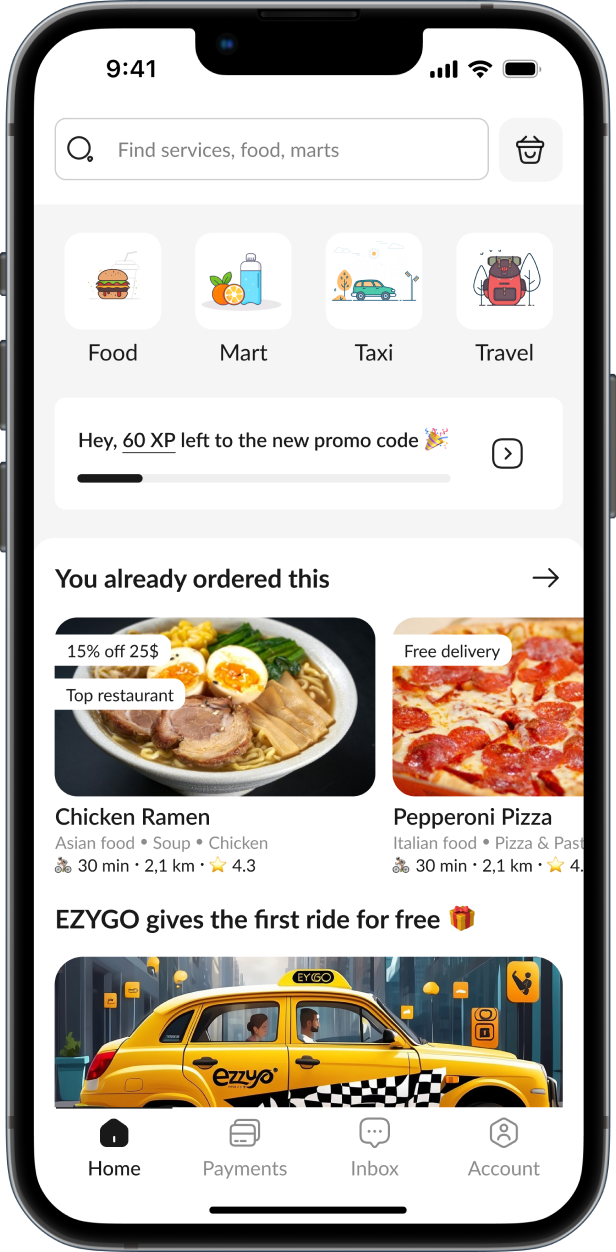 9:41
Find services, food, marts
Food
Mart
Taxi
Travel
Hey, 60 XP left to the new promo code 🎉
You already ordered this
15% off 25$
Top restaurant
Free delivery
Chicken Ramen
Asian food • Soup • Chicken
🚴 30 min · 2,1 km · ⭐ 4.3
Pepperoni Pizza
Italian food • Pizza & Past
🚴 30 min · 2,1 km · ⭐ 4.
EZYGO gives the first ride for free 🎁
EYGO
ezzyo
Home
Payments
Inbox
Account